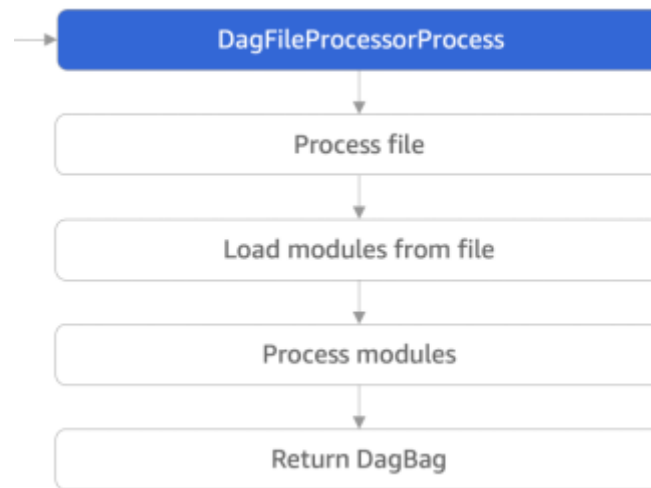 DagFileProcessorProcess
Process file
Load modules from file
Process modules
Return DagBag